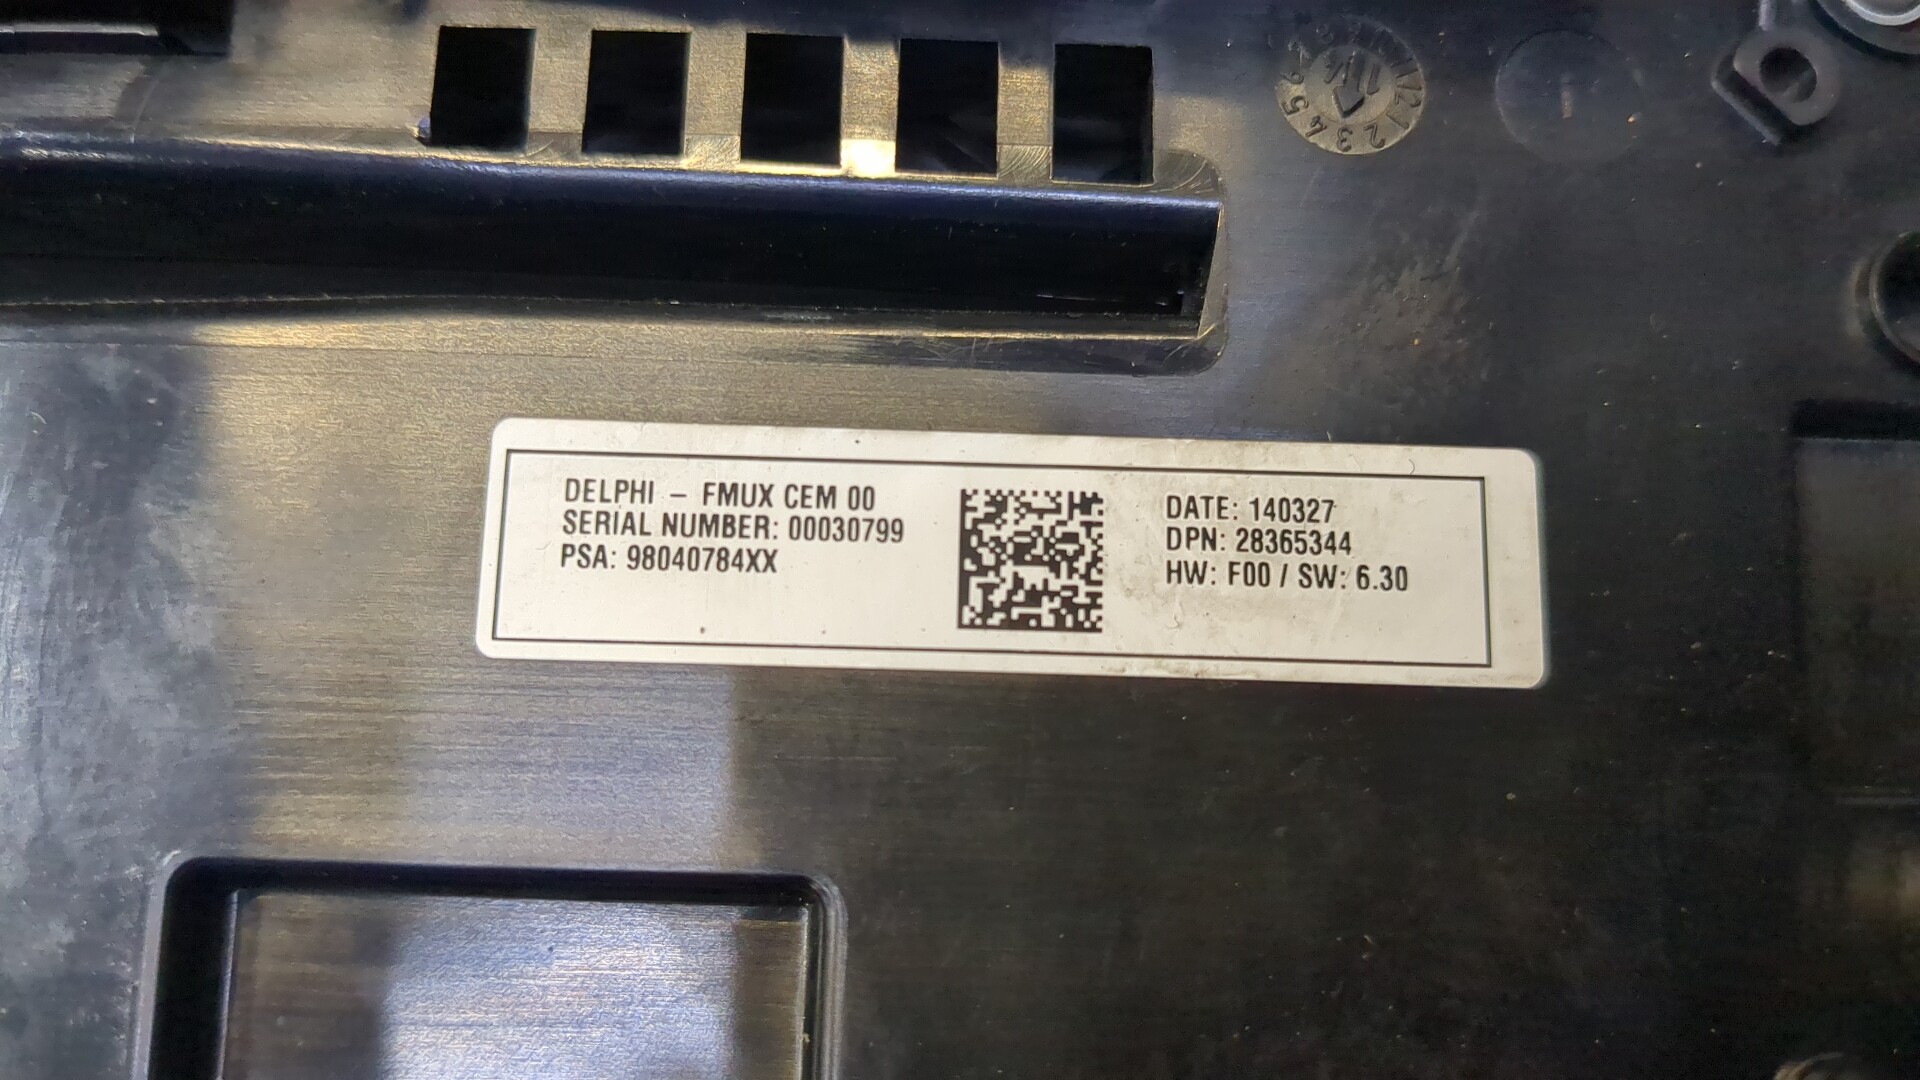 DELPHI – FMUX CEM 00
SERIAL NUMBER: 00030799
PSA: 98040784XX
DATE: 140327
DPN: 28365344
HW: F00 / SW: 6.30